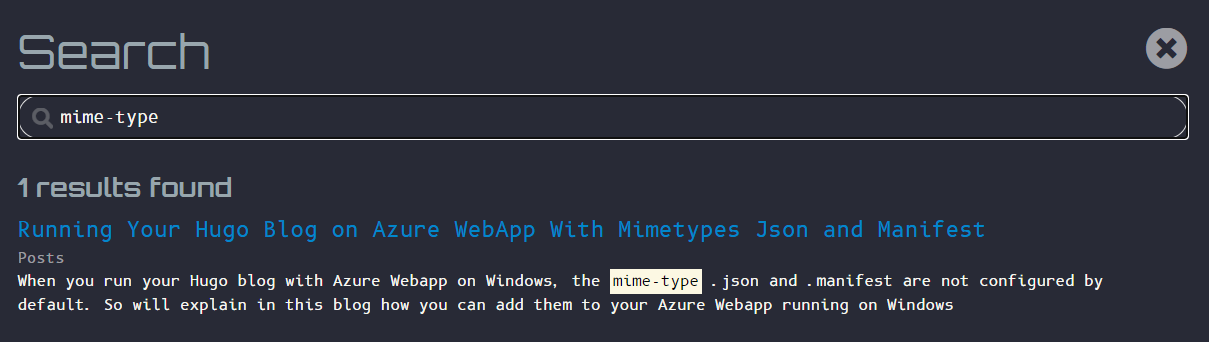 Search
mime-type
1 results found
Running Your Hugo Blog on Azure WebApp With Mimetypes Json and Manifest
Posts
When you run your Hugo blog with Azure Webapp on Windows, the mime-type .json and .manifest are not configured by
default. So will explain in this blog how you can add them to your Azure Webapp running on Windows